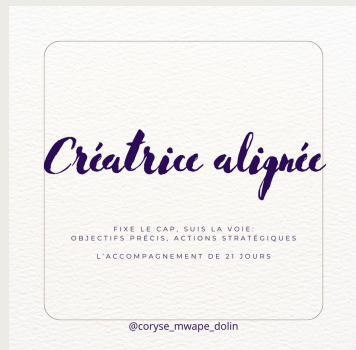 Créatrice alignée
FIXE LE CAP, SUIS LA VOIE:
OBJECTIFS PRÉCIS, ACTIONS STRATÉGIQUES
L'ACCOMPAGNEMENT DE 21 JOURS
@coryse_mwape_dolin